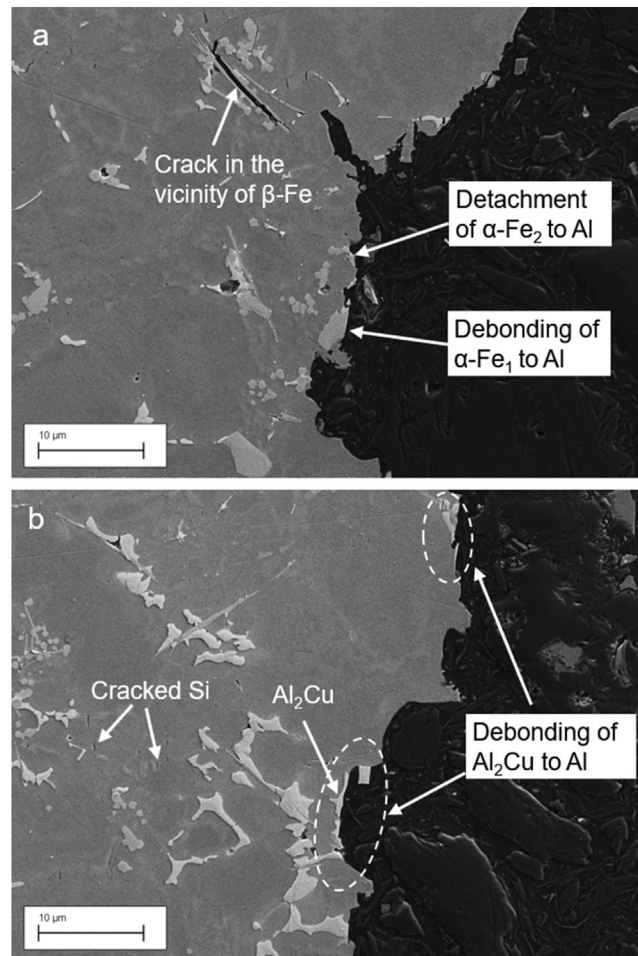 a
Crack in the
vicinity of β-Fe
Detachment
of α-Fe₂ to Al
Debonding of
α-Fe₁ to Al
10 µm
b
Cracked Si
Al₂Cu
Debonding of
Al₂Cu to Al
10 µm